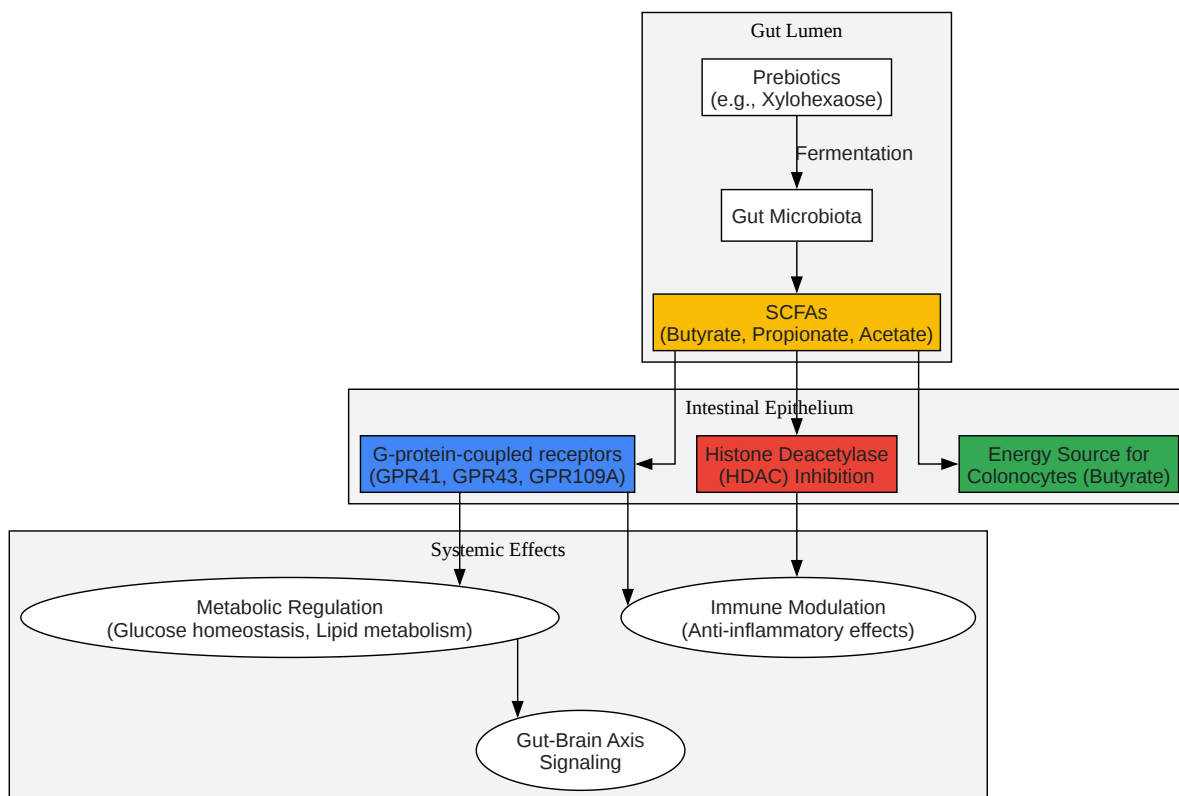 Gut Lumen
Prebiotics
(e.g., Xylohexaose)
Fermentation
Gut Microbiota
SCFAs
(Butyrate, Propionate, Acetate)
Intestinal Epithelium
G-protein-coupled receptors
(GPR41, GPR43, GPR109A)
Histone Deacetylase
(HDAC) Inhibition
Energy Source for
Colonocytes (Butyrate)
Systemic Effects
Metabolic Regulation
(Glucose homeostasis, Lipid metabolism)
Immune Modulation
(Anti-inflammatory effects)
Gut-Brain Axis
Signaling